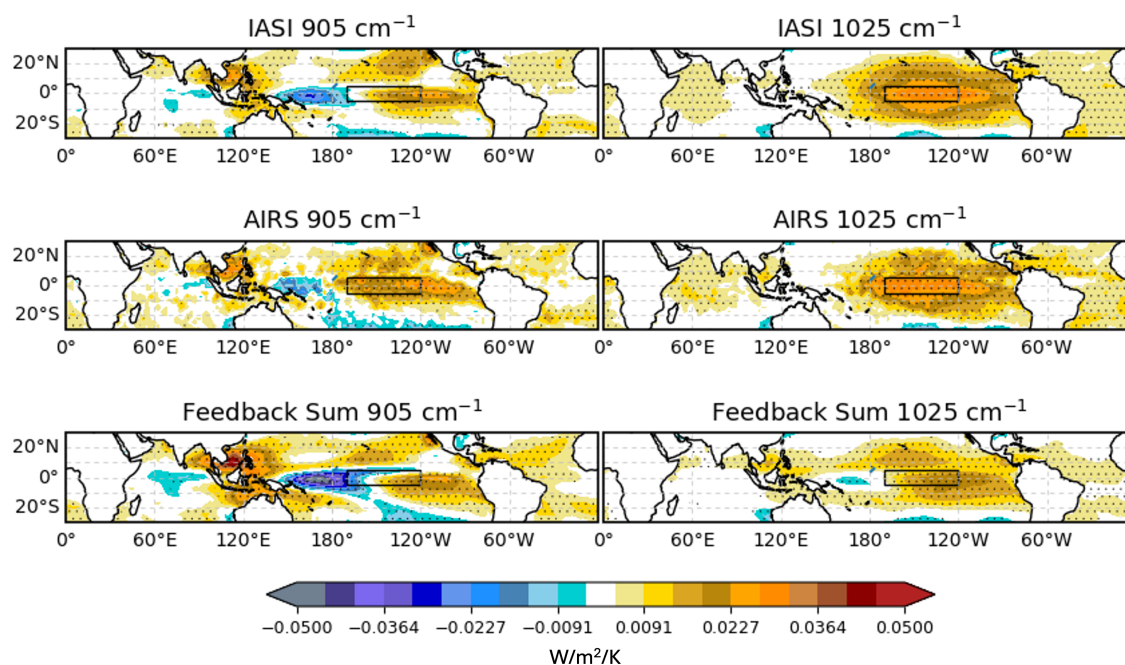 IASI 905 cm⁻¹ IASI 1025 cm⁻¹
20°N
0°
20°S
0° 60°E 120°E 180° 120°W 60°W 0° 60°E 120°E 180° 120°W 60°W
AIRS 905 cm⁻¹ AIRS 1025 cm⁻¹
20°N
0°
20°S
0° 60°E 120°E 180° 120°W 60°W 0° 60°E 120°E 180° 120°W 60°W
Feedback Sum 905 cm⁻¹ Feedback Sum 1025 cm⁻¹
20°N
0°
20°S
0° 60°E 120°E 180° 120°W 60°W 0° 60°E 120°E 180° 120°W 60°W
−0.0500 −0.0364 −0.0227 −0.0091 0.0091 0.0227 0.0364 0.0500
W/m²/K